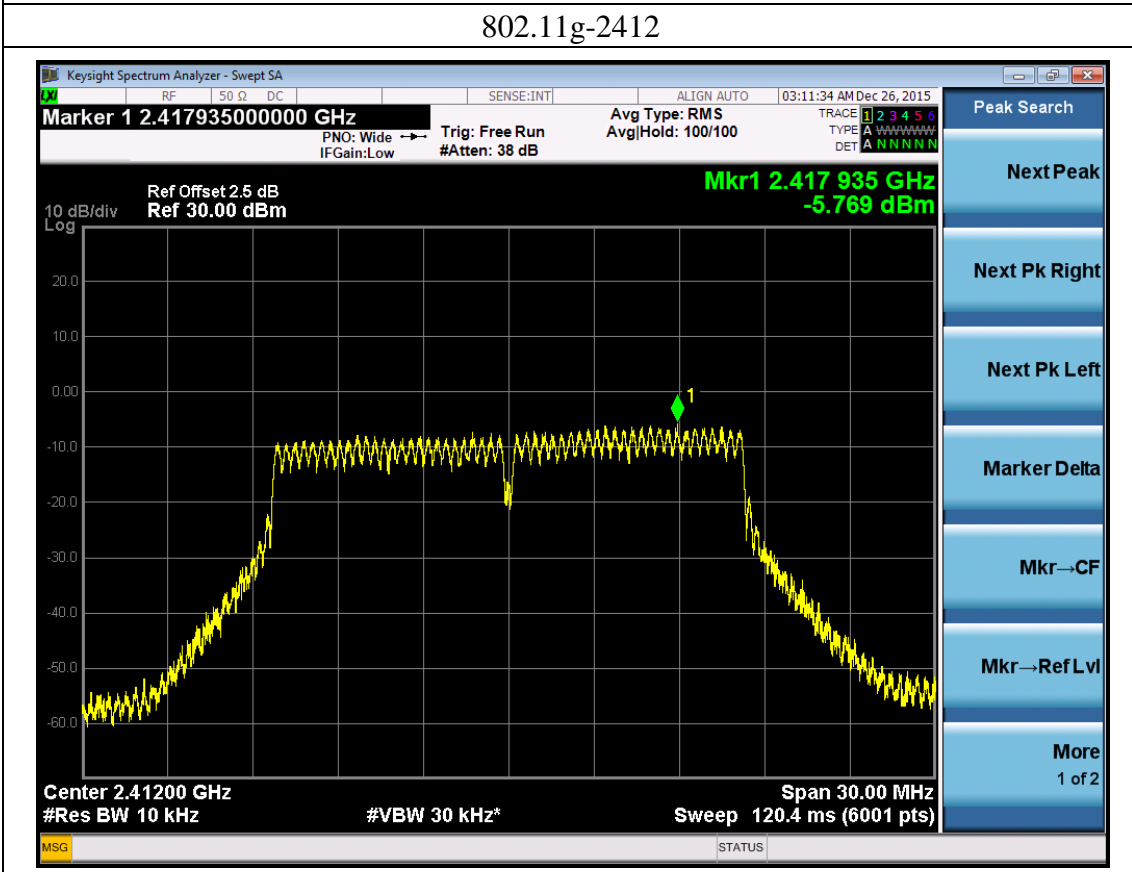 802.11g-2412
Keysight Spectrum Analyzer - Swept SA
LXI RF 50 Ω DC SENSE:INT ALIGN AUTO 03:11:34 AM Dec 26, 2015
Marker 1 2.417935000000 GHz
PNO: Wide
IFGain:Low
Trig: Free Run
#Atten: 38 dB
Avg Type: RMS
Avg|Hold: 100/100
TRACE 1 2 3 4 5 6
TYPE A WWWWW
DET A N N N N N
Mkr1 2.417 935 GHz
-5.769 dBm
Ref Offset 2.5 dB
10 dB/div Ref 30.00 dBm
Log
20.0
10.0
0.00
-10.0
-20.0
-30.0
-40.0
-50.0
-60.0
1
Center 2.41200 GHz Span 30.00 MHz
#Res BW 10 kHz #VBW 30 kHz* Sweep 120.4 ms (6001 pts)
MSG STATUS
Peak Search
Next Peak
Next Pk Right
Next Pk Left
Marker Delta
Mkr→CF
Mkr→Ref Lvl
More
1 of 2